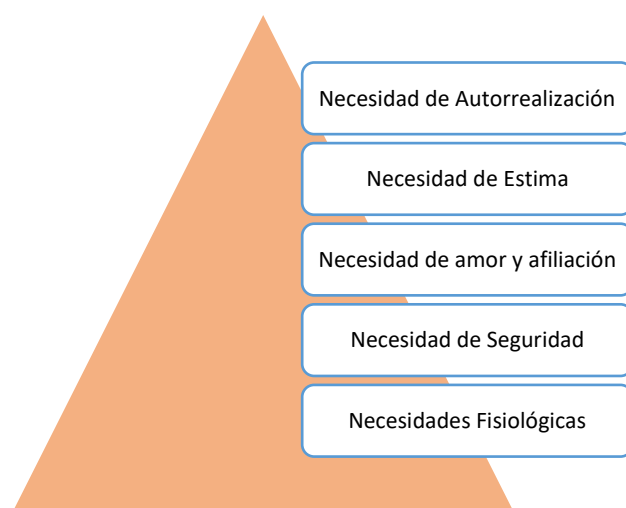 Necesidad de Autorrealización
Necesidad de Estima
Necesidad de amor y afiliación
Necesidad de Seguridad
Necesidades Fisiológicas